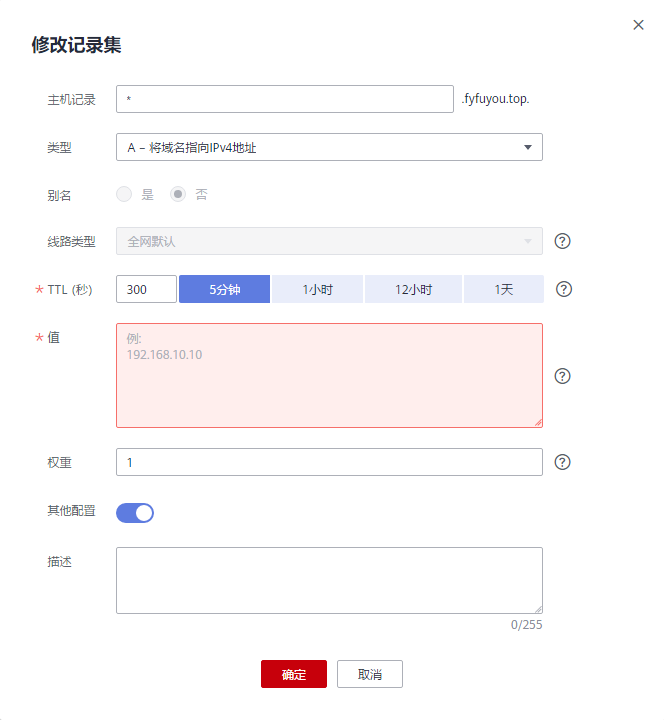 修改记录集
主机记录 * .fyfuyou.top.
类型 A – 将域名指向IPv4地址
别名 是 否
线路类型 全网默认 ?
* TTL (秒) 300 5分钟 1小时 12小时 1天 ?
* 值 例:
192.168.10.10
?
权重 1 ?
其他配置
描述
0/255
确定 取消